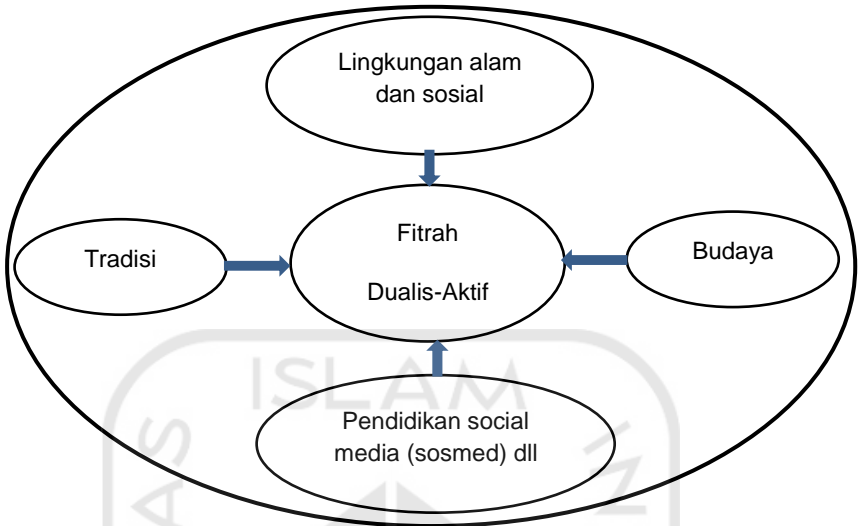 Lingkungan alam
dan sosial
Tradisi
Fitrah
Dualis-Aktif
Budaya
ISLAM
Pendidikan social
media (sosmed) dll